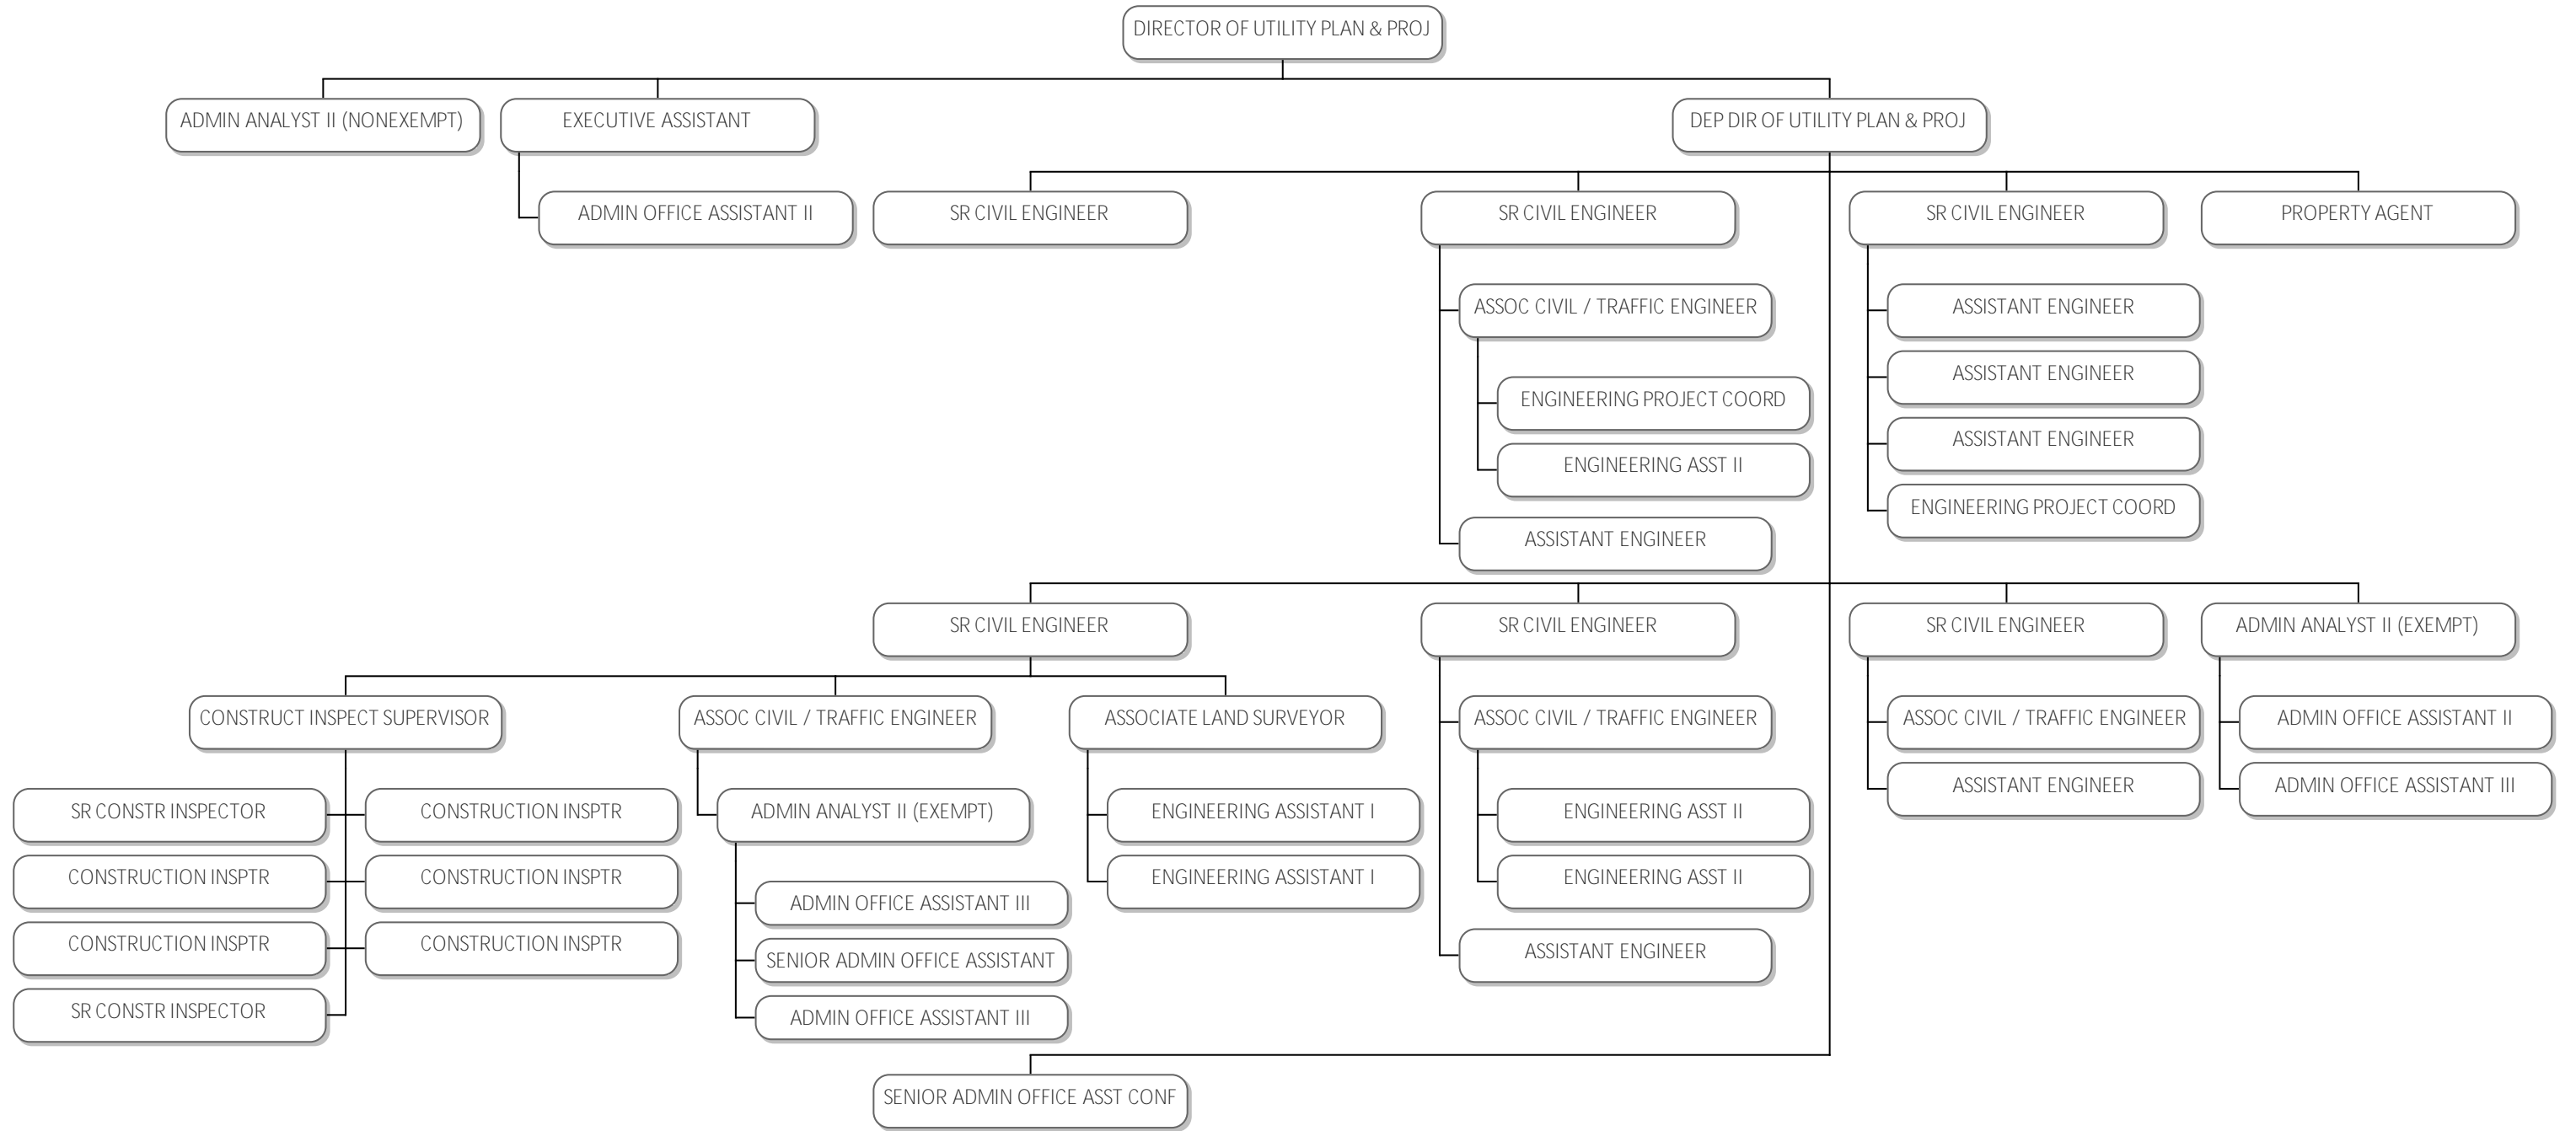 DIRECTOR OF UTILITY PLAN & PROJ
ADMIN ANALYST II (NONEXEMPT)
EXECUTIVE ASSISTANT
DEP DIR OF UTILITY PLAN & PROJ
ADMIN OFFICE ASSISTANT II
SR CIVIL ENGINEER
SR CIVIL ENGINEER
SR CIVIL ENGINEER
PROPERTY AGENT
ASSOC CIVIL / TRAFFIC ENGINEER
ASSISTANT ENGINEER
ASSISTANT ENGINEER
ENGINEERING PROJECT COORD
ASSISTANT ENGINEER
ENGINEERING ASST II
ENGINEERING PROJECT COORD
ASSISTANT ENGINEER
SR CIVIL ENGINEER
SR CIVIL ENGINEER
SR CIVIL ENGINEER
ADMIN ANALYST II (EXEMPT)
CONSTRUCT INSPECT SUPERVISOR
ASSOC CIVIL / TRAFFIC ENGINEER
ASSOCIATE LAND SURVEYOR
ASSOC CIVIL / TRAFFIC ENGINEER
ASSOC CIVIL / TRAFFIC ENGINEER
ADMIN OFFICE ASSISTANT II
SR CONSTR INSPECTOR
CONSTRUCTION INSPTR
ADMIN ANALYST II (EXEMPT)
ENGINEERING ASSISTANT I
ENGINEERING ASST II
ASSISTANT ENGINEER
ADMIN OFFICE ASSISTANT III
CONSTRUCTION INSPTR
CONSTRUCTION INSPTR
ADMIN OFFICE ASSISTANT III
ENGINEERING ASSISTANT I
ENGINEERING ASST II
CONSTRUCTION INSPTR
CONSTRUCTION INSPTR
SENIOR ADMIN OFFICE ASSISTANT
ASSISTANT ENGINEER
SR CONSTR INSPECTOR
ADMIN OFFICE ASSISTANT III
SENIOR ADMIN OFFICE ASST CONF